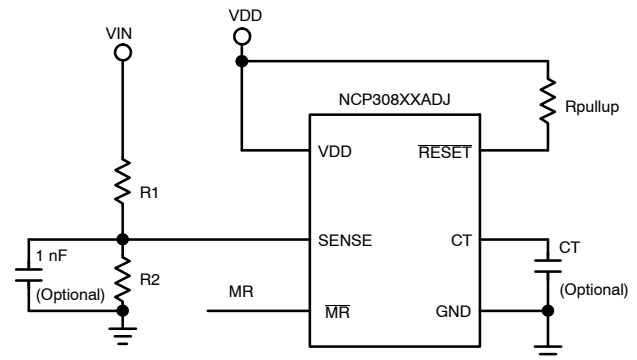 VDD
VIN
NCP308XXADJ
Rpullup
VDD
RESET
R1
1 nF
SENSE
CT
CT
R2
(Optional)
(Optional)
MR
MR
GND